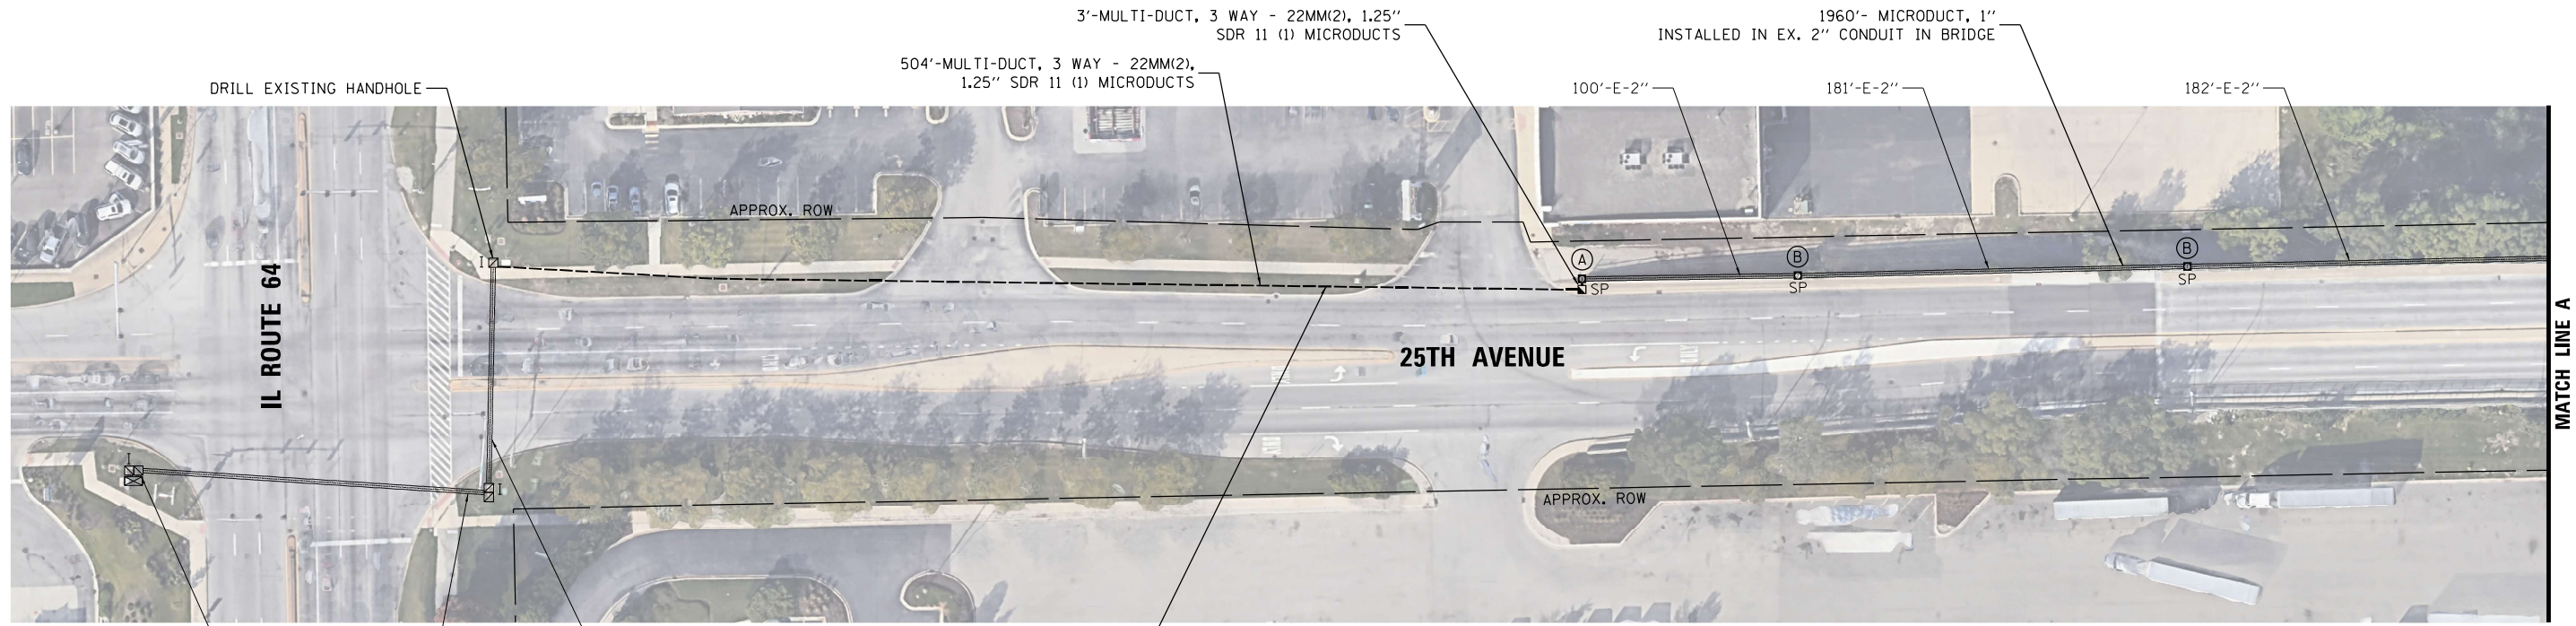 3'-MULTI-DUCT, 3 WAY - 22MM(2), 1.25"
SDR 11 (1) MICRODUCTS
1960'- MICRODUCT, 1"
INSTALLED IN EX. 2" CONDUIT IN BRIDGE
504'-MULTI-DUCT, 3 WAY - 22MM(2),
1.25" SDR 11 (1) MICRODUCTS
DRILL EXISTING HANDHOLE
100'-E-2"
181'-E-2"
182'-E-2"
APPROX. ROW
I
A
B
B
SP
SP
SP
IL ROUTE 64
25TH AVENUE
MATCH LINE A
I
I
APPROX. ROW